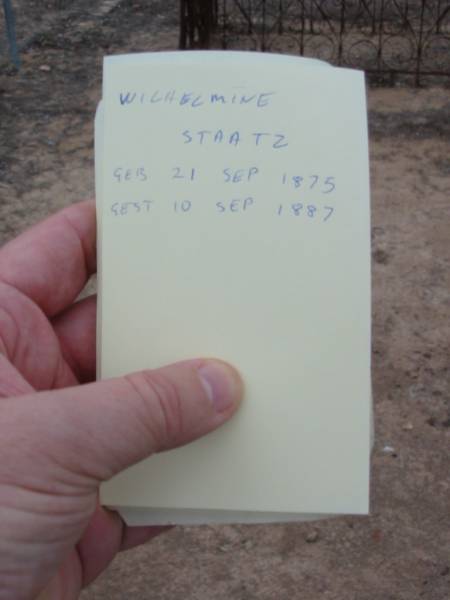 WILHELMINE
STAATZ
GEB 21 SEP 1875
GEST 10 SEP 1887